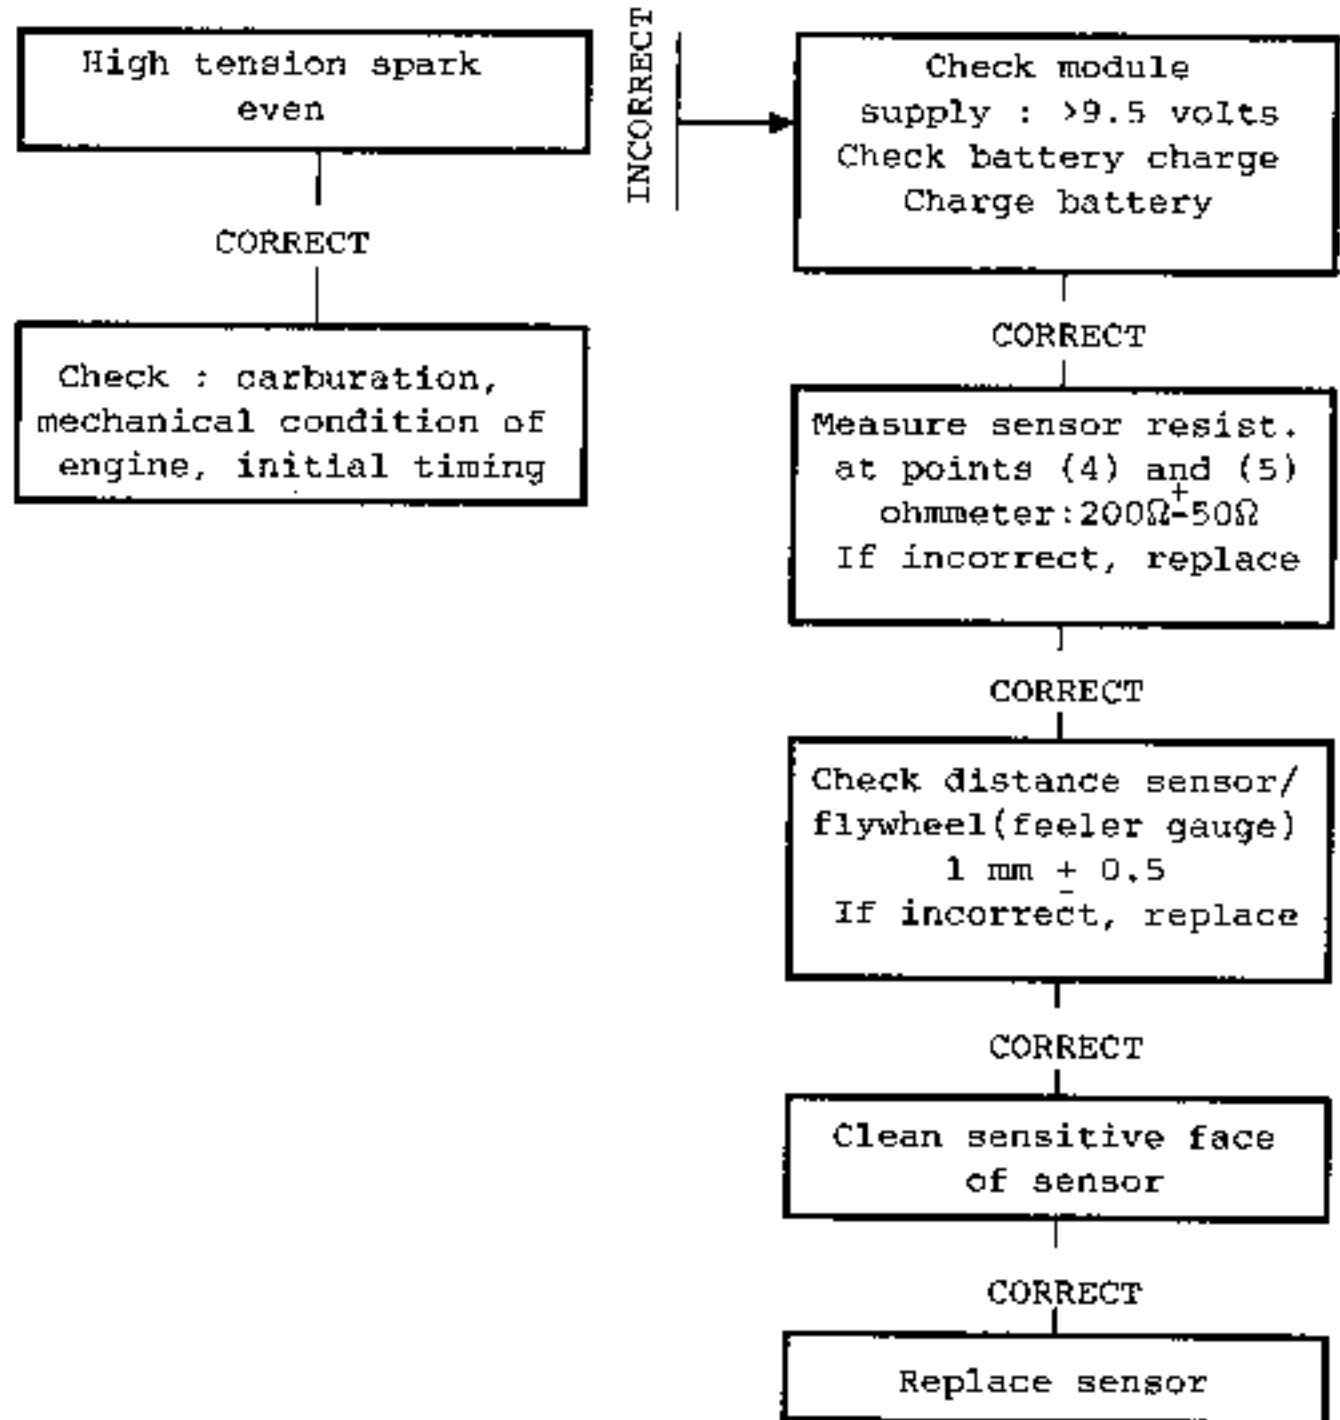 High tension spark
even
CORRECT
Check : carburation,
mechanical condition of
engine, initial timing
INCORRECT
Check module
supply : >9.5 volts
Check battery charge
Charge battery
CORRECT
Measure sensor resist.
at points (4) and (5)
ohmmeter:200Ω±50Ω
If incorrect, replace
CORRECT
Check distance sensor/
flywheel(feeler gauge)
1 mm ± 0.5
If incorrect, replace
CORRECT
Clean sensitive face
of sensor
CORRECT
Replace sensor